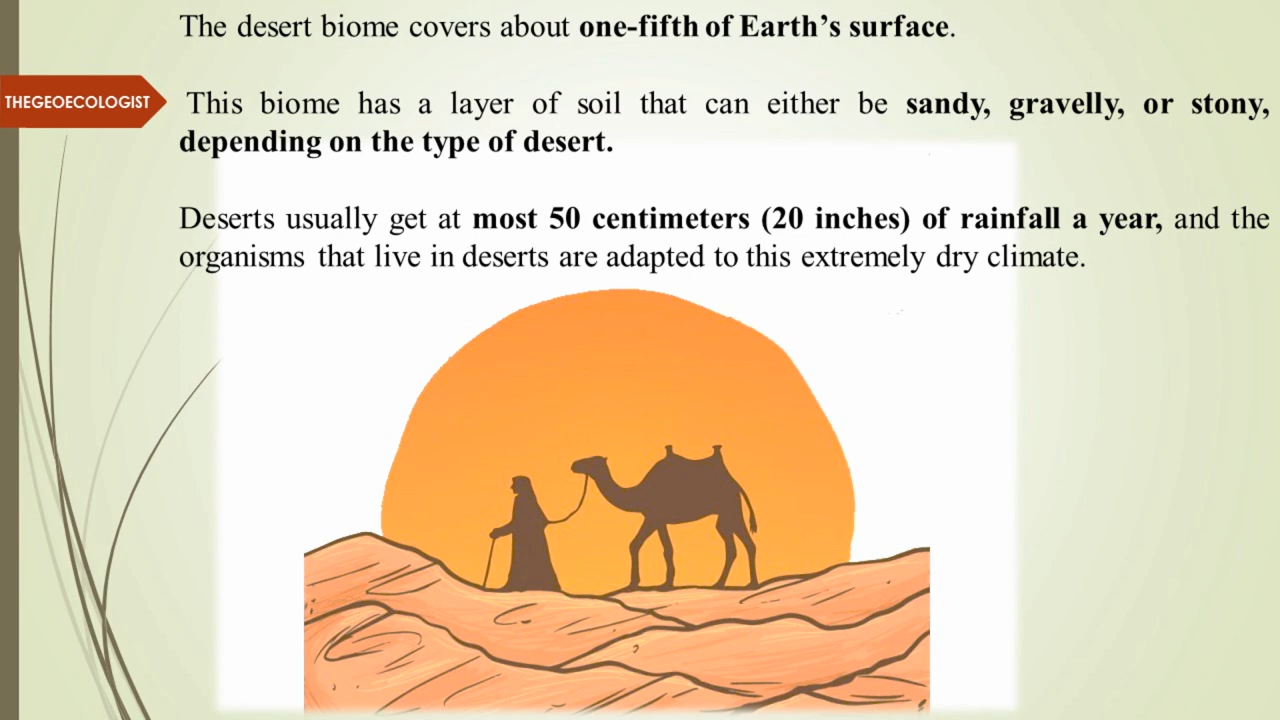 The desert biome covers about one-fifth of Earth’s surface.
THEGEOECOLOGIST
This biome has a layer of soil that can either be sandy, gravelly, or stony,
depending on the type of desert.
Deserts usually get at most 50 centimeters (20 inches) of rainfall a year, and the
organisms that live in deserts are adapted to this extremely dry climate.